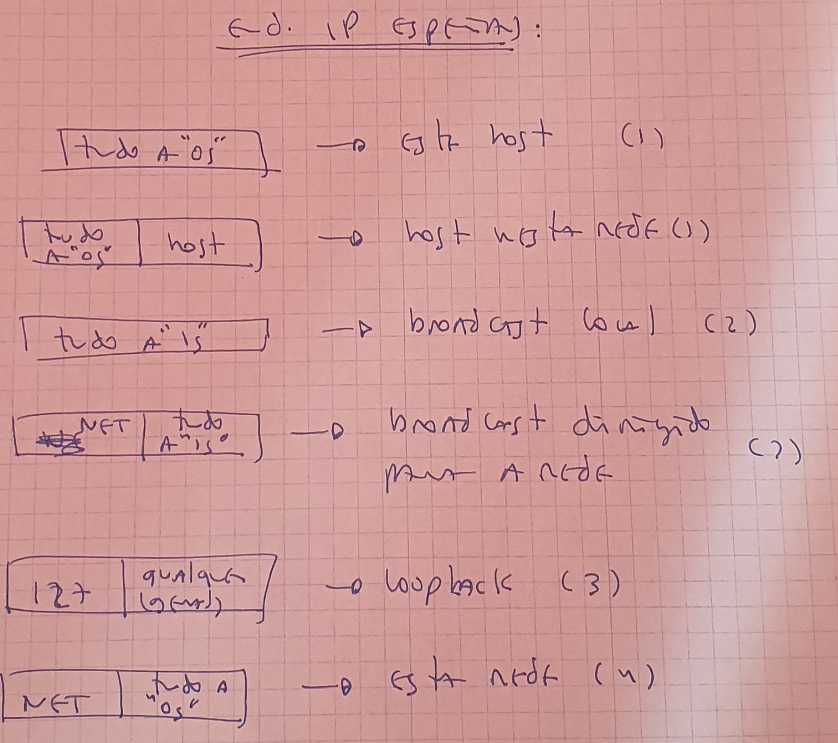 End. IP ESPECIAIS:
tudo A "0s" → este host (1)
tudo A "0s" | host → host nesta rede (1)
tudo A "1s" → broadcast local (2)
NET | tudo A "1s" → broadcast dirigido
para A rede (2)
127 | qualquer → loopback (3)
NET | tudo A "0s" → esta rede (4)